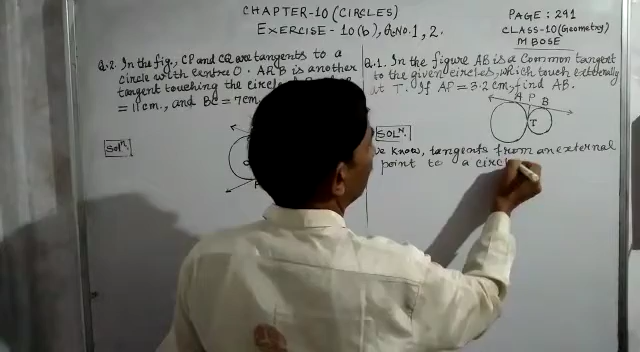 CHAPTER-10 (CIRCLES)
EXERCISE-10(b), Q.NO.1, 2.
PAGE: 291
CLASS-10 (Geometry)
MBOSE
Q.2. In the fig., CP and CQ are tangents to a
circle with centre O. ARB is another
tangent touching the circle
= 11cm., and BC = 7cm
Solⁿ.
Q.1. In the figure AB is a Common tangent
to the given circles, which touch externally
at T. If AP = 3.2 cm, find AB.
A P B
T
SOLᴺ.
we know, tangents from an external
point to a circ